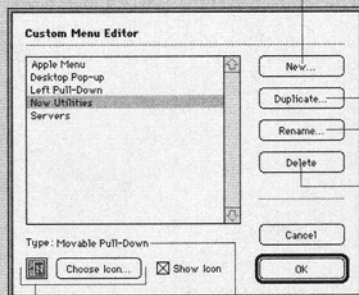 Custom Menu Editor
Apple Menu
Desktop Pop-up
Left Pull-Down
Now Utilities
Servers
New...
Duplicate...
Rename...
Delete
Type: Movable Pull-Down
Choose Icon...
Show Icon
Cancel
OK